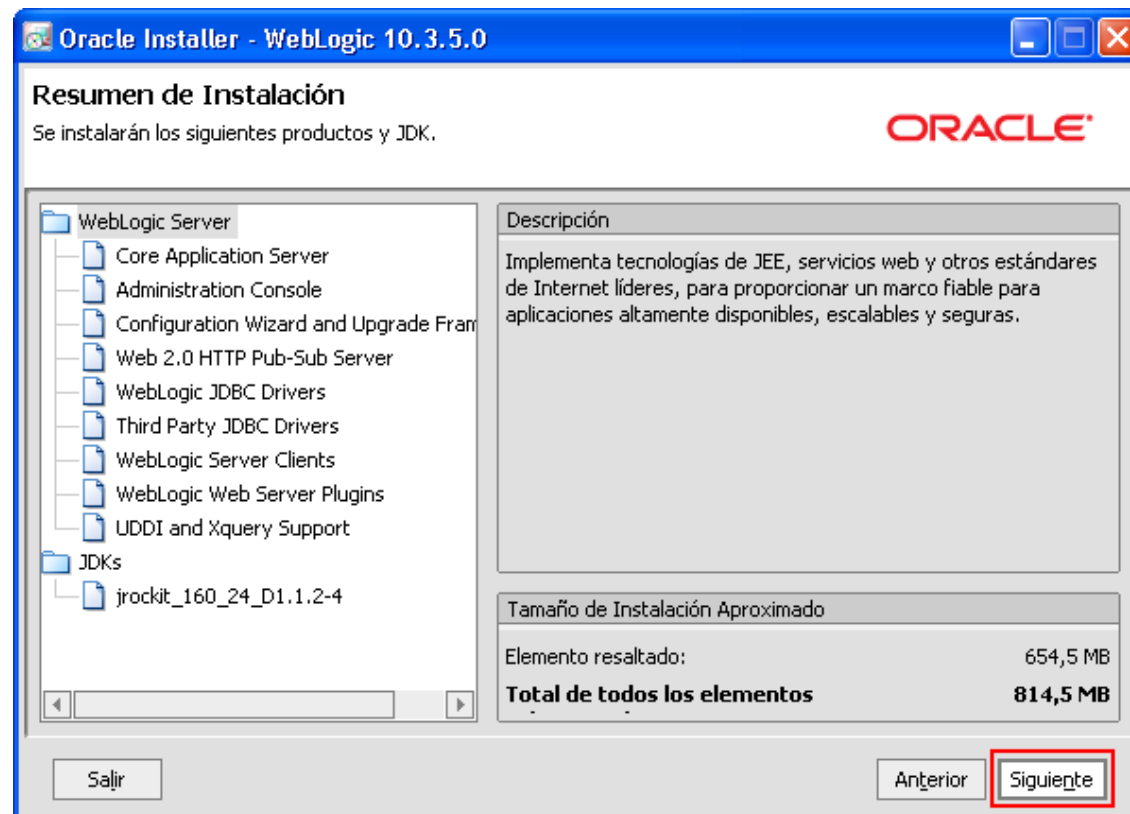 Oracle Installer - WebLogic 10.3.5.0
Resumen de Instalación
Se instalarán los siguientes productos y JDK.
ORACLE
WebLogic Server
Core Application Server
Administration Console
Configuration Wizard and Upgrade Fram
Web 2.0 HTTP Pub-Sub Server
WebLogic JDBC Drivers
Third Party JDBC Drivers
WebLogic Server Clients
WebLogic Web Server Plugins
UDDI and Xquery Support
JDKs
jrockit_160_24_D1.1.2-4
Descripción
Implementa tecnologías de JEE, servicios web y otros estándares
de Internet líderes, para proporcionar un marco fiable para
aplicaciones altamente disponibles, escalables y seguras.
Tamaño de Instalación Aproximado
Elemento resaltado: 654,5 MB
Total de todos los elementos 814,5 MB
Salir
Anterior
Siguiente